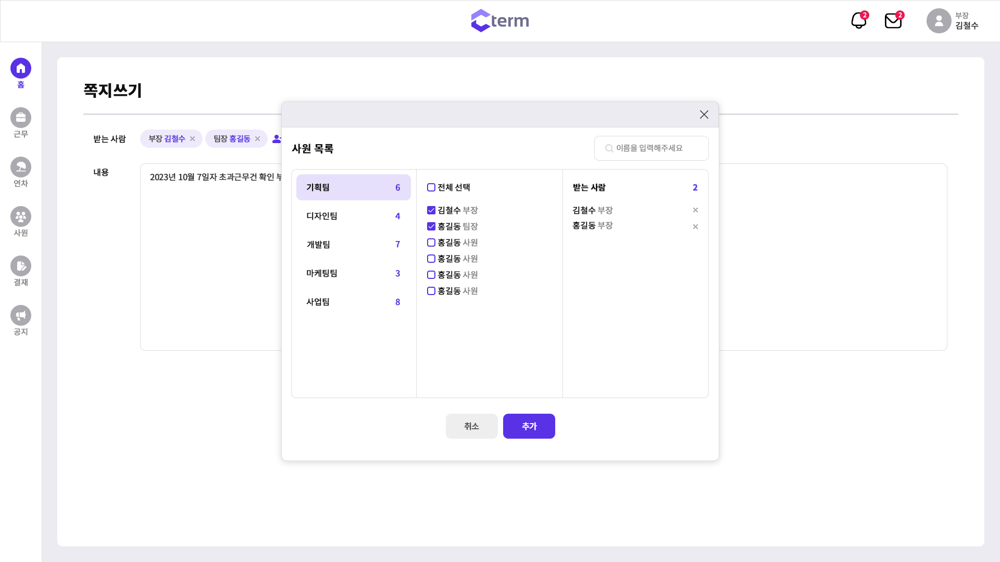 term
2
2
부장
김철수
홈
근무
연차
사원
결재
공지
쪽지쓰기
받는 사람
부장 김철수
팀장 홍길동
내용
2023년 10월 7일자 초과근무건 확인 부
사원 목록
이름을 입력해주세요
기획팀 6
디자인팀 4
개발팀 7
마케팅팀 3
사업팀 8
전체 선택
김철수 부장
홍길동 팀장
홍길동 사원
홍길동 사원
홍길동 사원
홍길동 사원
받는 사람 2
김철수 부장
홍길동 부장
취소
추가